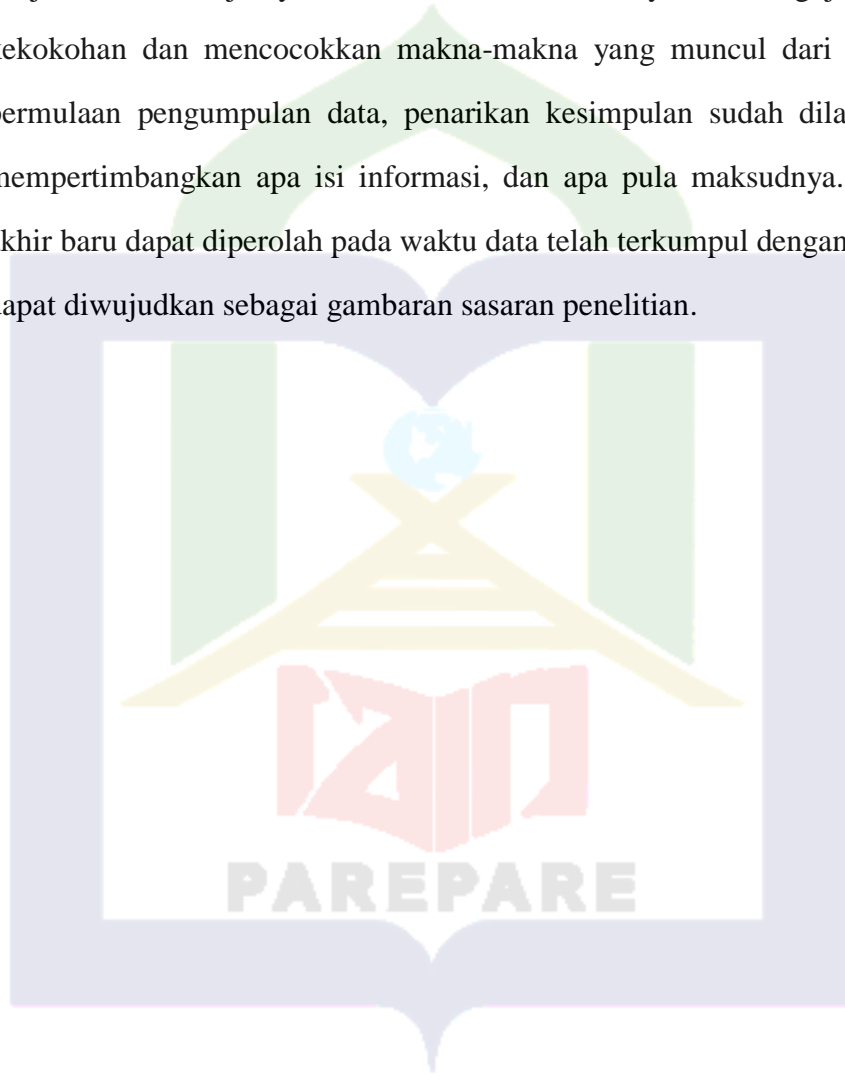 kekokohan dan mencocokkan makna-makna yang muncul dari
permulaan pengumpulan data, penarikan kesimpulan sudah
mempertimbangkan apa isi informasi, dan apa pula maksudnya.
akhir baru dapat diperolah pada waktu data telah terkumpul dengan
dapat diwujudkan sebagai gambaran sasaran penelitian.
iain
PAREPARE